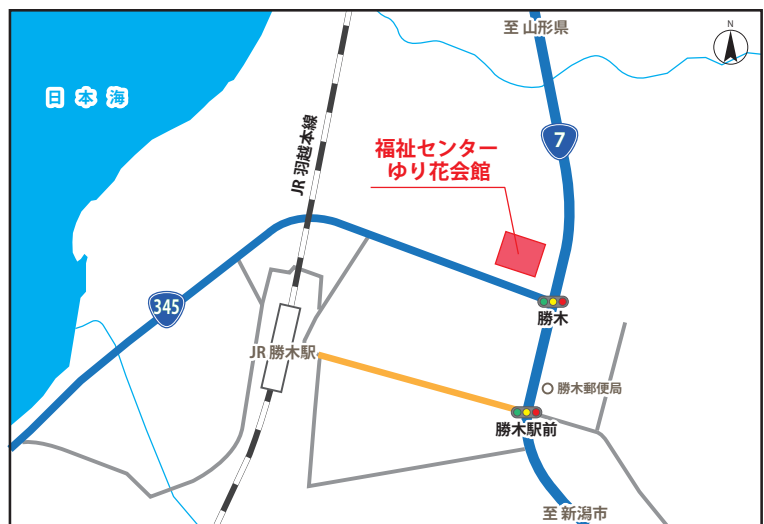 至 山形県
N
日本海
JR 羽越本線
7
福祉センター
ゆり花会館
345
勝木
JR 勝木駅
勝木郵便局
勝木駅前
至 新潟市